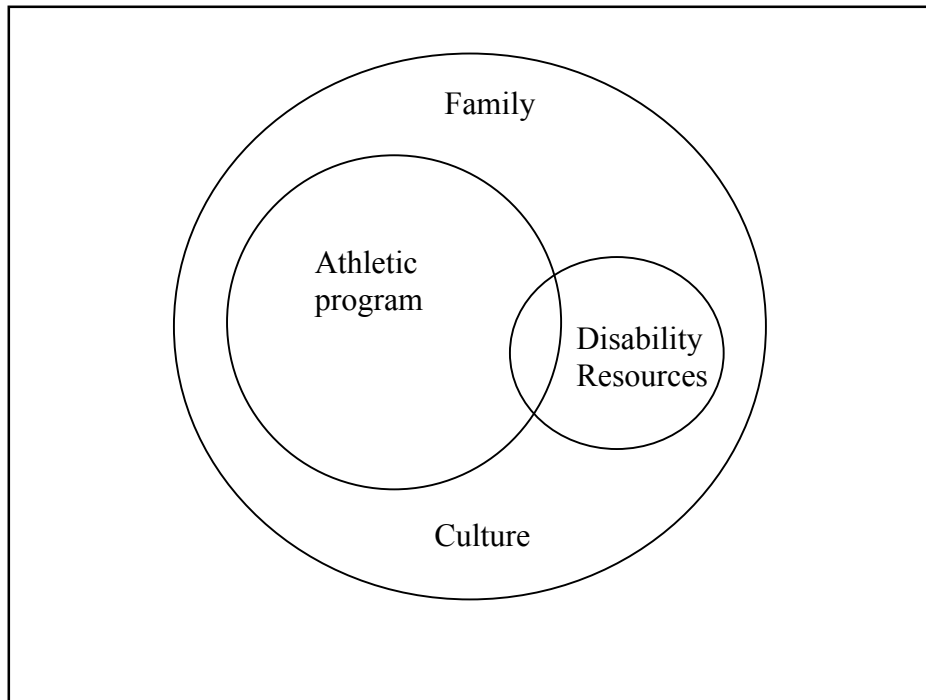 Family
Athletic
program
Disability
Resources
Culture